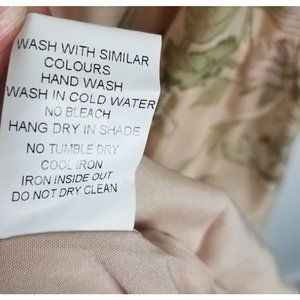 WASH WITH SIMILAR
COLOURS
HAND WASH
WASH IN COLD WATER
NO BLEACH
HANG DRY IN SHADE
NO TUMBLE DRY
COOL IRON
IRON INSIDE OUT
DO NOT DRY CLEAN